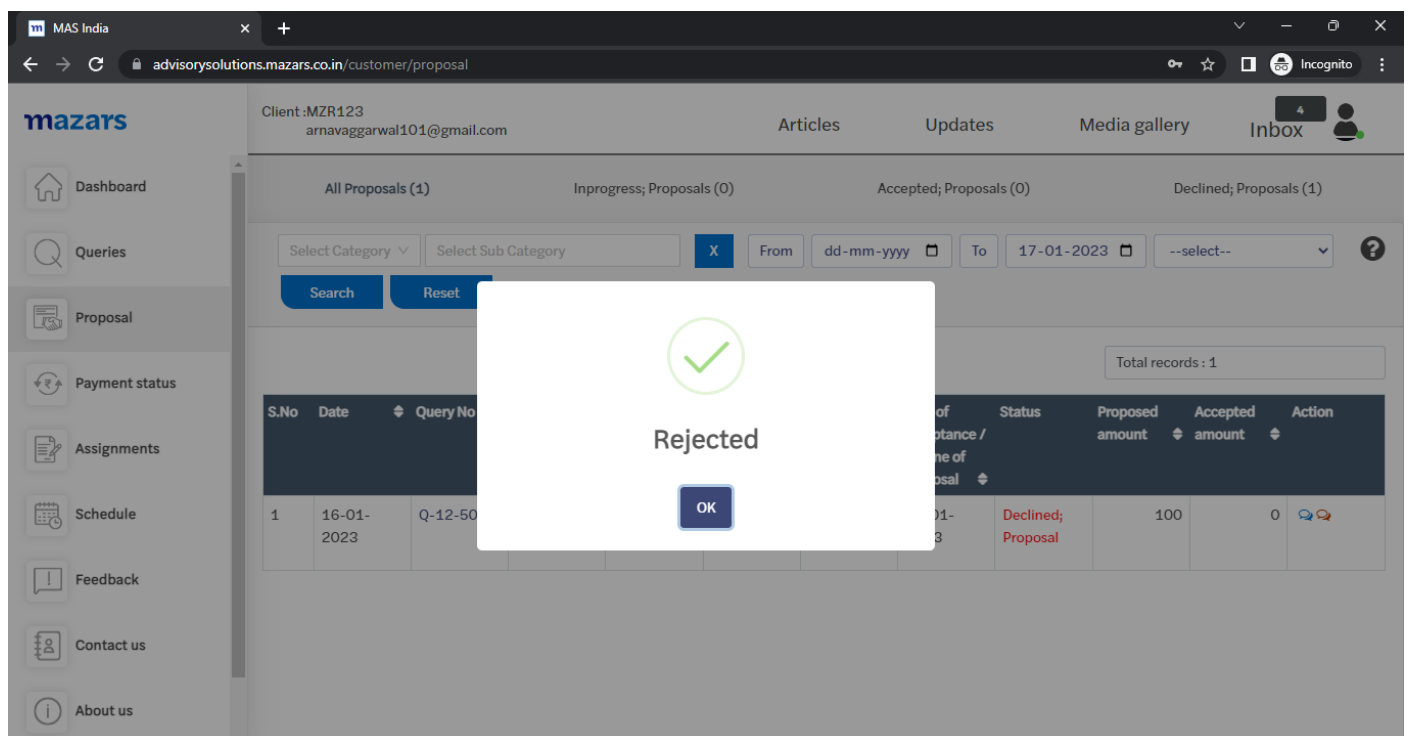 MAS India
advisorysolutions.mazars.co.in/customer/proposal
Incognito
mazars
Client :MZR123
arnavaggarwal101@gmail.com
Articles
Updates
Media gallery
4
Inbox
Dashboard
Queries
Proposal
Payment status
Assignments
Schedule
Feedback
Contact us
About us
All Proposals (1)
Inprogress; Proposals (0)
Accepted; Proposals (0)
Declined; Proposals (1)
Select Category
Select Sub Category
X
From
dd-mm-yyyy
To
17-01-2023
--select--
Search
Reset
Total records : 1
S.No
Date
Query No
of
Status
Proposed
amount
Accepted
amount
Action
1
16-01-
2023
Q-12-50
Declined;
Proposal
100
0
Rejected
OK